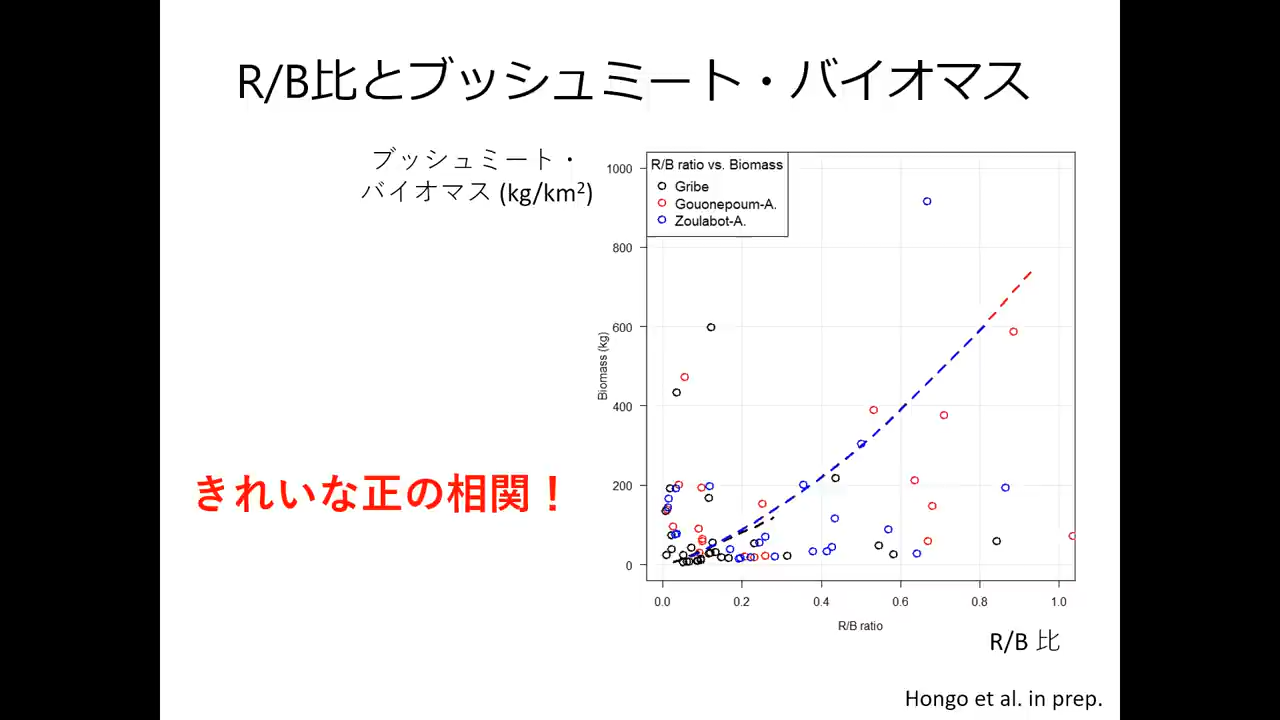 R/B比とブッシュミート・バイオマス
ブッシュミート・
バイオマス (kg/km²)
R/B ratio vs. Biomass
Gribe
Gouonepoum-A.
Zoulabot-A.
1000
800
600
400
200
0
Biomass (kg)
0.0 0.2 0.4 0.6 0.8 1.0
R/B ratio
R/B 比
きれいな正の相関！
Hongo et al. in prep.